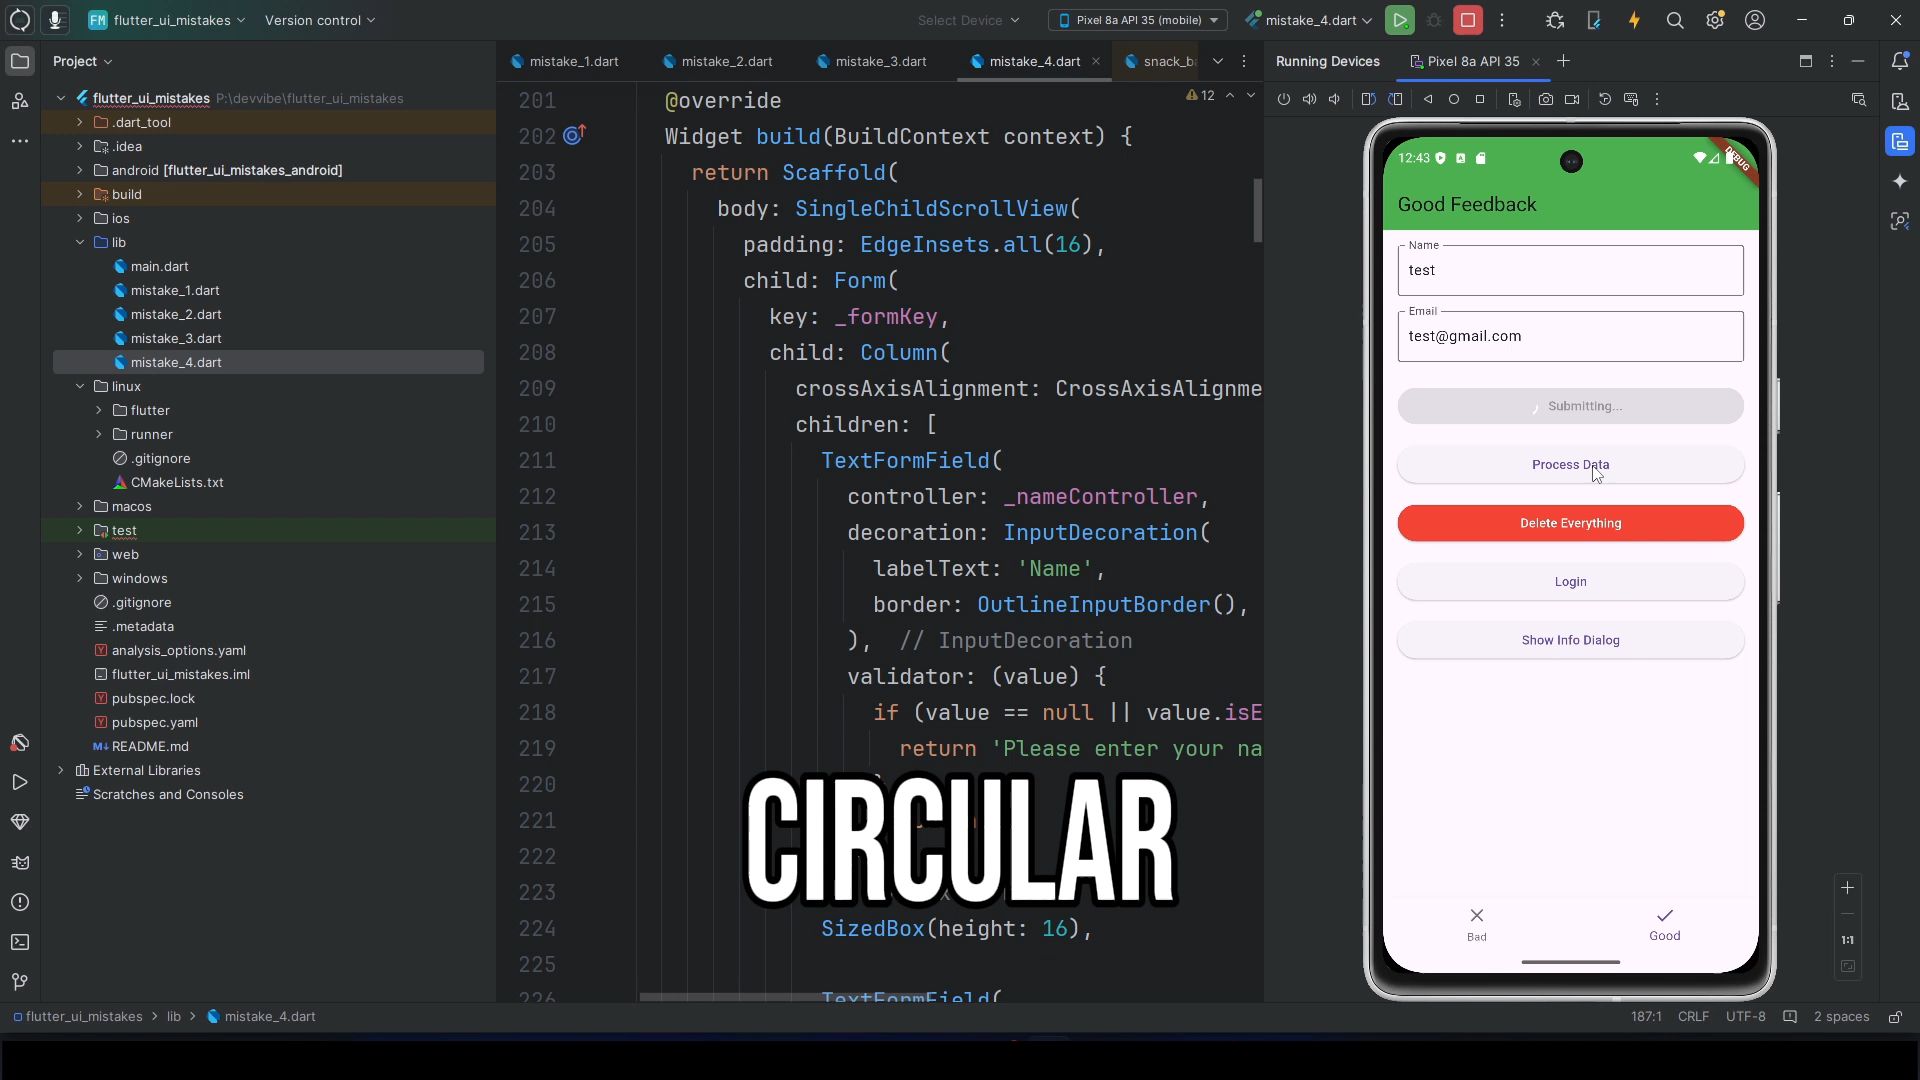 FM flutter_ui_mistakes Version control
Select Device Pixel 8a API 35 (mobile) mistake_4.dart
Project
flutter_ui_mistakes P:\devvibe\flutter_ui_mistakes
.dart_tool
.idea
android [flutter_ui_mistakes_android]
build
ios
lib
main.dart
mistake_1.dart
mistake_2.dart
mistake_3.dart
mistake_4.dart
linux
flutter
runner
.gitignore
CMakeLists.txt
macos
test
web
windows
.gitignore
.metadata
analysis_options.yaml
flutter_ui_mistakes.iml
pubspec.lock
pubspec.yaml
README.md
External Libraries
Scratches and Consoles
mistake_1.dart mistake_2.dart mistake_3.dart mistake_4.dart snack_b
12
201 @override
202 Widget build(BuildContext context) {
203 return Scaffold(
204 body: SingleChildScrollView(
205 padding: EdgeInsets.all(16),
206 child: Form(
207 key: _formKey,
208 child: Column(
209 crossAxisAlignment: CrossAxisAlignme
210 children: [
211 TextFormField(
212 controller: _nameController,
213 decoration: InputDecoration(
214 labelText: 'Name',
215 border: OutlineInputBorder(),
216 ), // InputDecoration
217 validator: (value) {
218 if (value == null || value.isE
219 return 'Please enter your na
220
221
222
223
224 SizedBox(height: 16),
225
226 TextFormField(
CIRCULAR
Running Devices Pixel 8a API 35
12:43
DEBUG
Good Feedback
Name
test
Email
test@gmail.com
Submitting...
Process Data
Delete Everything
Login
Show Info Dialog
Bad Good
1:1
flutter_ui_mistakes > lib > mistake_4.dart
187:1 CRLF UTF-8 2 spaces